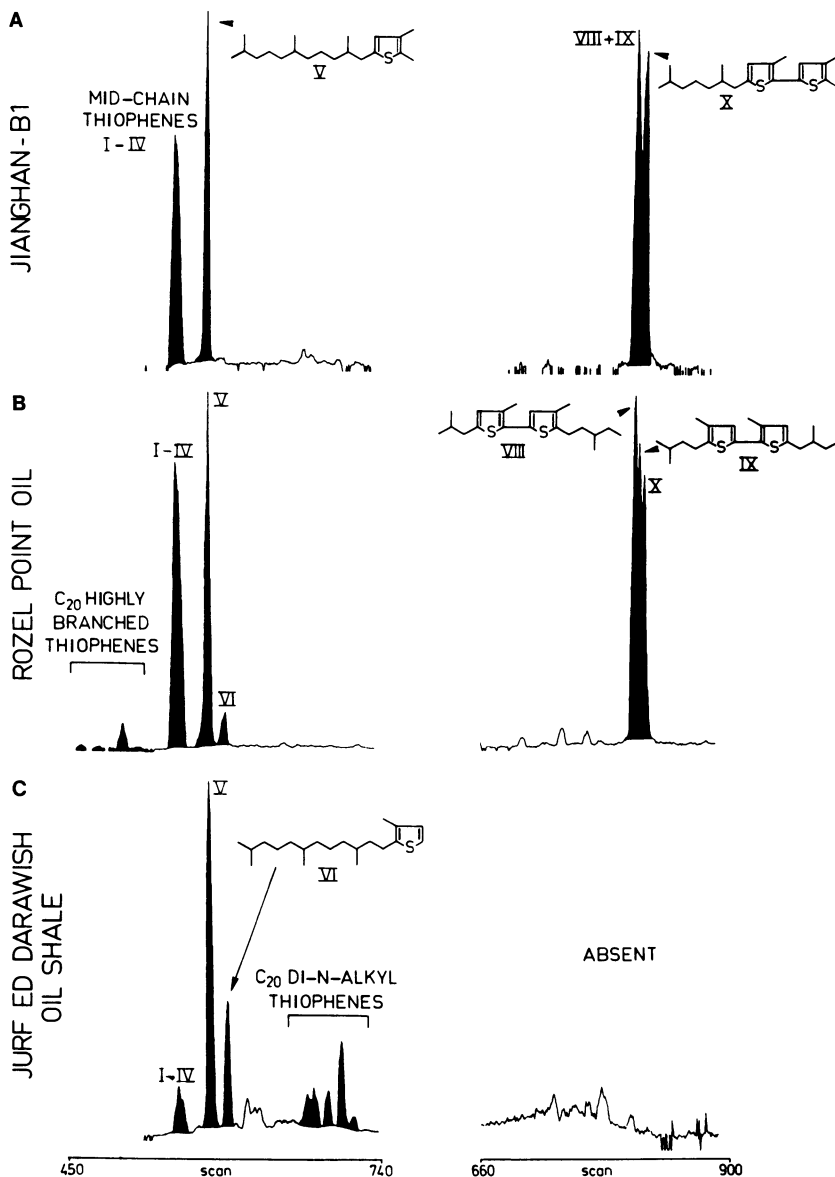 A
JIANGHAN-B1
MID-CHAIN
THIOPHENES
I-IV
S
V
VIII+IX
S
S
X
B
ROZEL POINT OIL
C20 HIGHLY
BRANCHED
THIOPHENES
I-IV
V
VI
S
S
VIII
S
S
IX
X
C
JURF ED DARAWISH
OIL SHALE
I-IV
V
S
VI
C20 DI-N-ALKYL
THIOPHENES
ABSENT
450 scan 740
660 scan 900